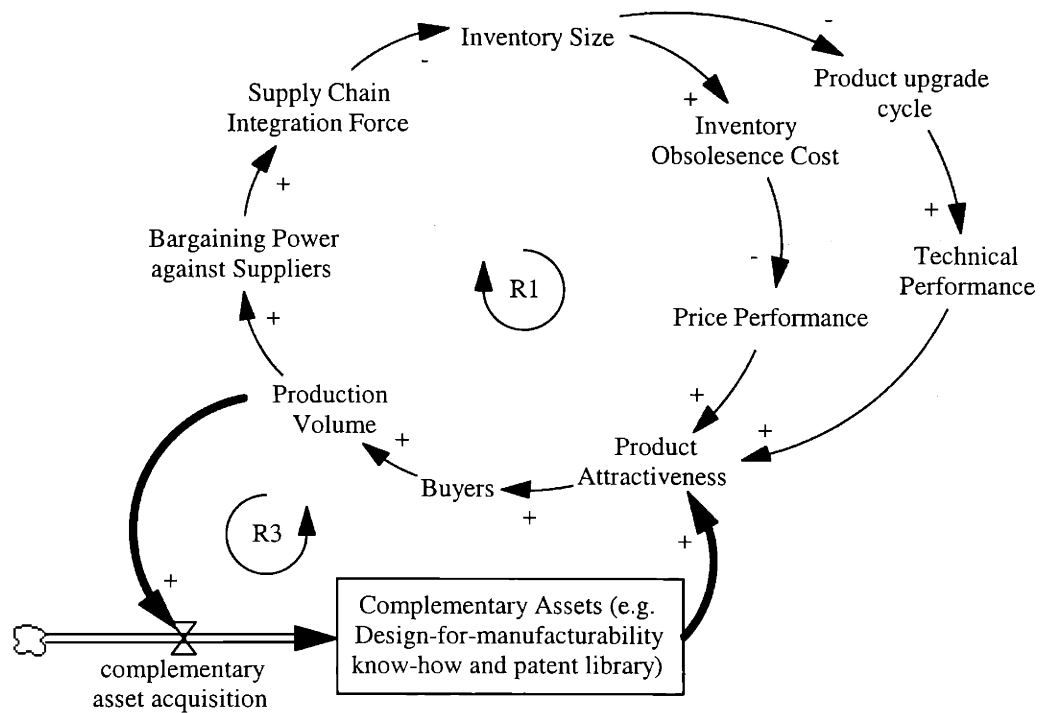 Inventory Size
-
-
Product upgrade
cycle
Supply Chain
Integration Force
+
Inventory
Obsolesence Cost
+
+
Bargaining Power
against Suppliers
Technical
Performance
-
R1
Price Performance
+
Production
Volume
+
+
+
Product
Attractiveness
Buyers
+
R3
+
+
Complementary Assets (e.g.
Design-for-manufacturability
know-how and patent library)
complementary
asset acquisition